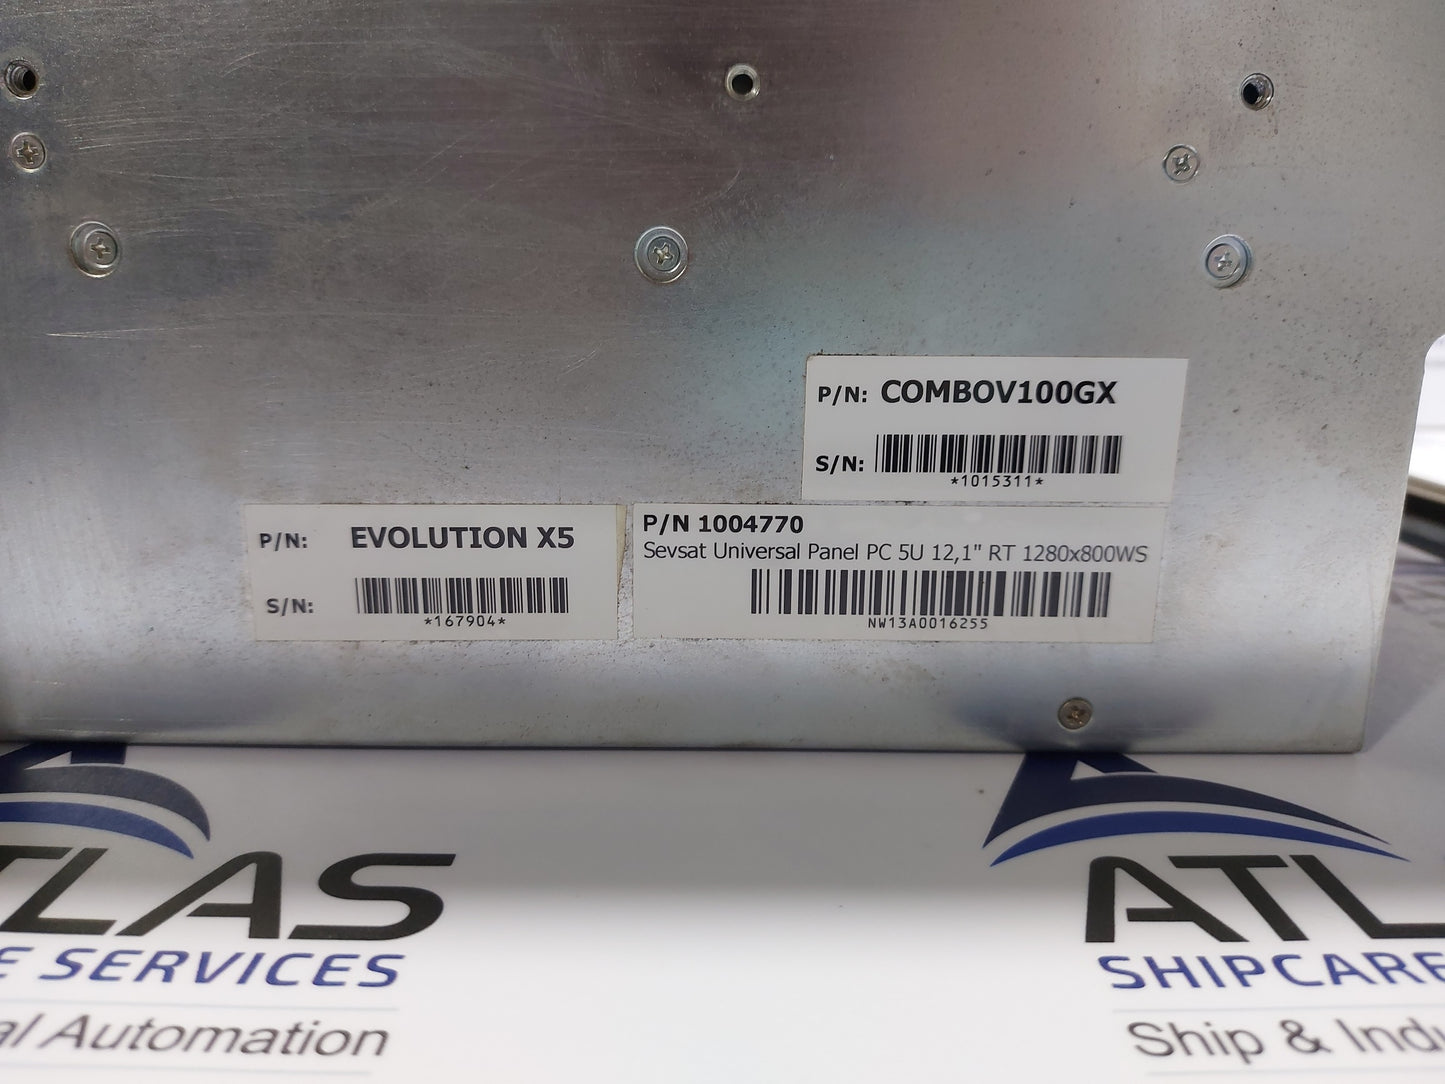 P/N: COMBOV100GX
S/N:
*1015311*
P/N: EVOLUTION X5
S/N:
*167904*
P/N 1004770
Sevsat Universal Panel PC 5U 12,1" RT 1280x800WS
NW13A0016255
TLAS
E SERVICES
al Automation
ATL
SHIPCARE
Ship & Indu